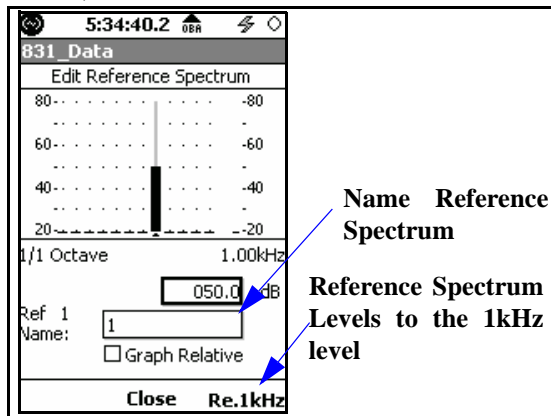 5:34:40.2 OBA
831_Data
Edit Reference Spectrum
80 -80
60 -60
40 -40
20 -20
1/1 Octave 1.00kHz
050.0 dB
Ref 1
Name: 1
Graph Relative
Close Re.1kHz
Name Reference
Spectrum
Reference Spectrum
Levels to the 1kHz
level